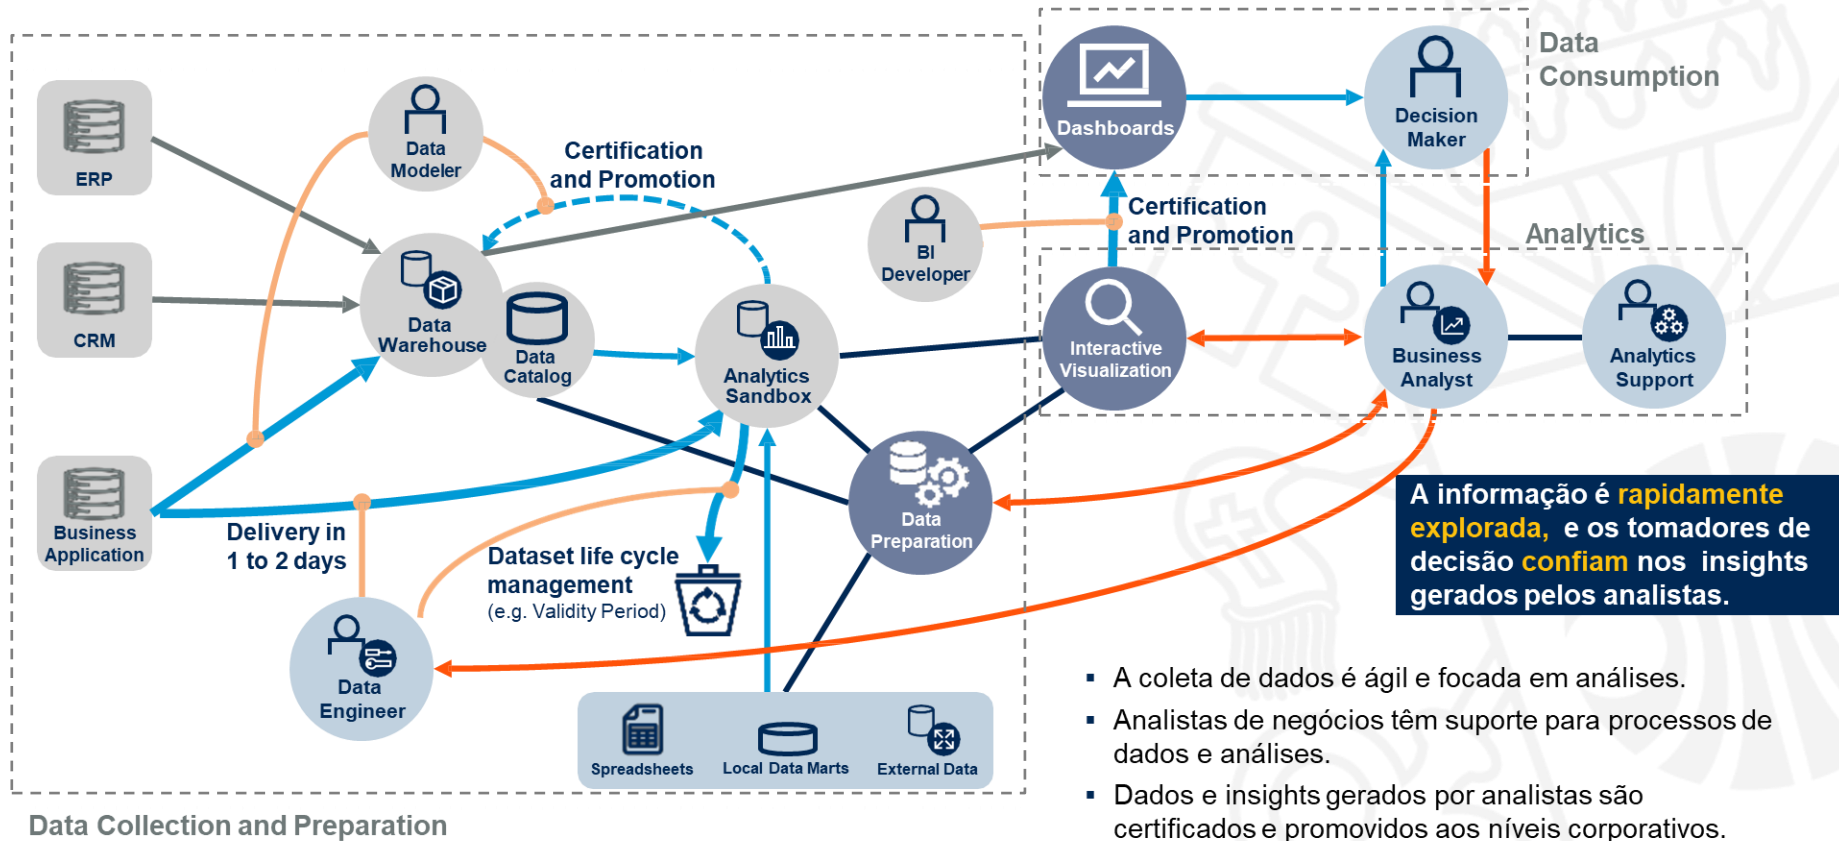 Data
Consumption
Dashboards
Decision
Maker
ERP
Data
Modeler
Certification
and Promotion
BI
Developer
Certification
and Promotion
Analytics
CRM
Data
Warehouse
Data
Catalog
Analytics
Sandbox
Interactive
Visualization
Business
Analyst
Analytics
Support
Business
Application
Delivery in
1 to 2 days
Dataset life cycle
management
(e.g. Validity Period)
Data
Preparation
A informação é rapidamente
explorada, e os tomadores de
decisão confiam nos insights
gerados pelos analistas.
Data
Engineer
Spreadsheets
Local Data Marts
External Data
▪ A coleta de dados é ágil e focada em análises.
▪ Analistas de negócios têm suporte para processos de
dados e análises.
▪ Dados e insights gerados por analistas são
certificados e promovidos aos níveis corporativos.
Data Collection and Preparation